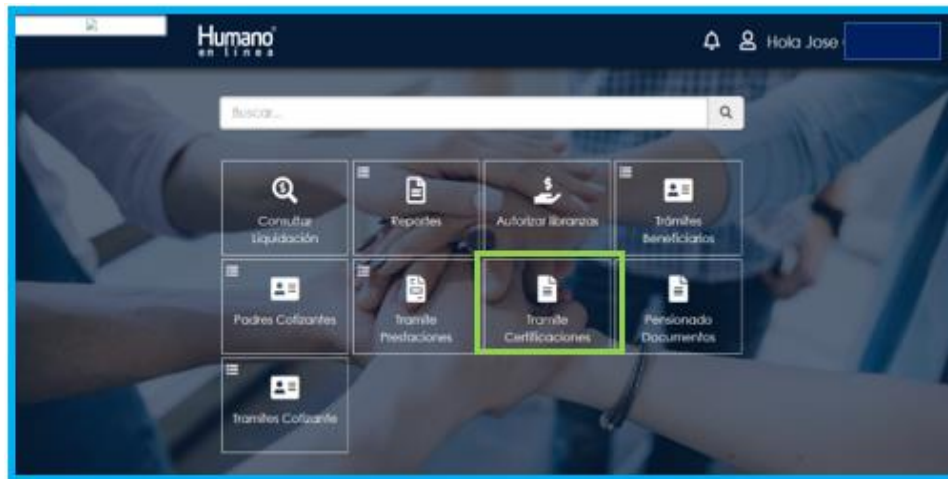 Humano
en línea
Hola Jose
Buscar...
Consultar
Liquidación
Reportes
Autorizar libranzas
Trámites
Beneficiarios
Padres Cotizantes
Tramite
Prestaciones
Tramite
Certificaciones
Pensionado
Documentos
Tramites Cotizante